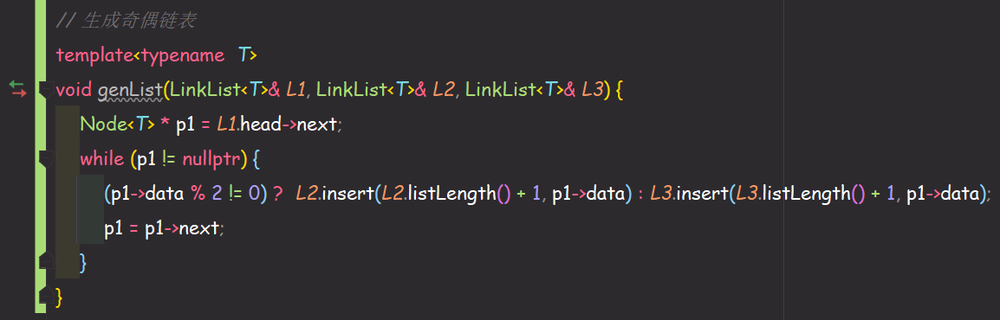 // 生成奇偶链表
template<typename T>
void genList(LinkList<T>& L1, LinkList<T>& L2, LinkList<T>& L3) {
Node<T> * p1 = L1.head->next;
while (p1 != nullptr) {
(p1->data % 2 != 0) ? L2.insert(L2.listLength() + 1, p1->data) : L3.insert(L3.listLength() + 1, p1->data);
p1 = p1->next;
}
}